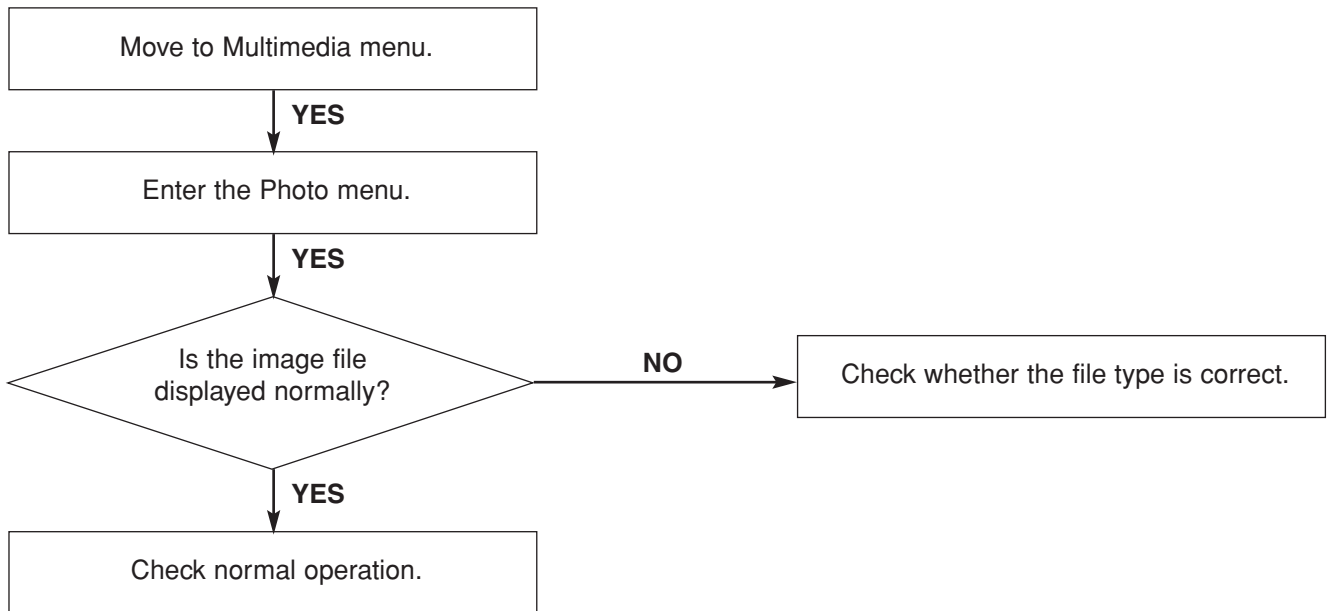 Move to Multimedia menu.
YES
Enter the Photo menu.
YES
Is the image file
displayed normally?
NO
Check whether the file type is correct.
YES
Check normal operation.